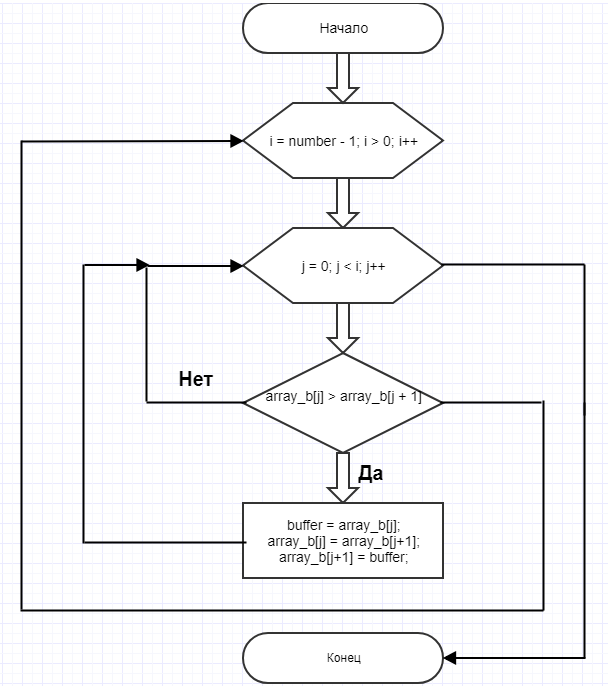 Начало
i = number - 1; i > 0; i++
j = 0; j < i; j++
Нет
array_b[j] > array_b[j + 1]
Да
buffer = array_b[j];
array_b[j] = array_b[j+1];
array_b[j+1] = buffer;
Конец